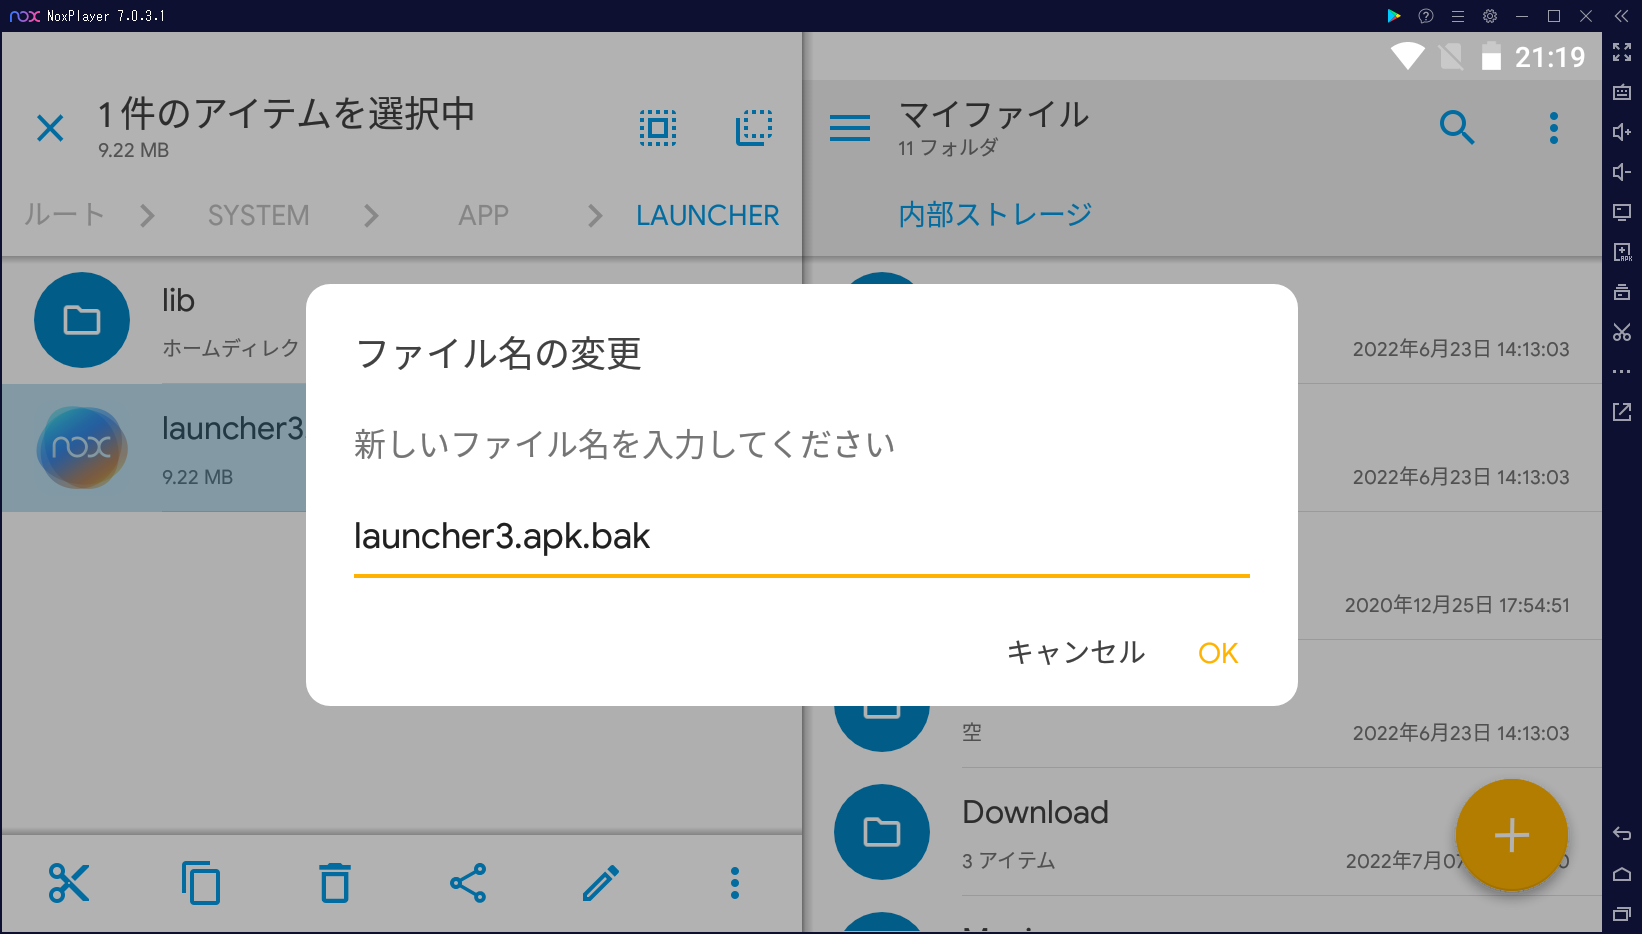 nox NoxPlayer 7.0.3.1
21:19
1 件のアイテムを選択中
9.22 MB
ルート
SYSTEM
APP
LAUNCHER
マイファイル
11 フォルダ
内部ストレージ
lib
ホームディレク
launcher3
9.22 MB
nox
ファイル名の変更
新しいファイル名を入力してください
launcher3.apk.bak
キャンセル
OK
2022年6月23日 14:13:03
2022年6月23日 14:13:03
2020年12月25日 17:54:51
空
2022年6月23日 14:13:03
Download
3 アイテム
2022年7月07
0
APK